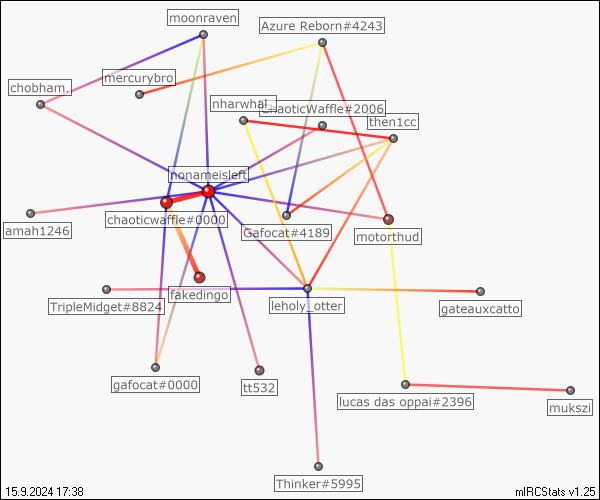 moonraven
Azure Reborn#4243
mercurybro
chobham.
nharwhal_
ChaoticWaffle#2006
then1cc
nonameisleft
chaoticwaffle#0000
amah1246
Gafocat#4189
motorthud
fakedingo
TripleMidget#8824
leholy_otter
gateauxcatto
gafocat#0000
tt532
lucas das oppai#2396
mukszi
Thinker#5995
15.9.2024 17:38
mIRCStats v1.25